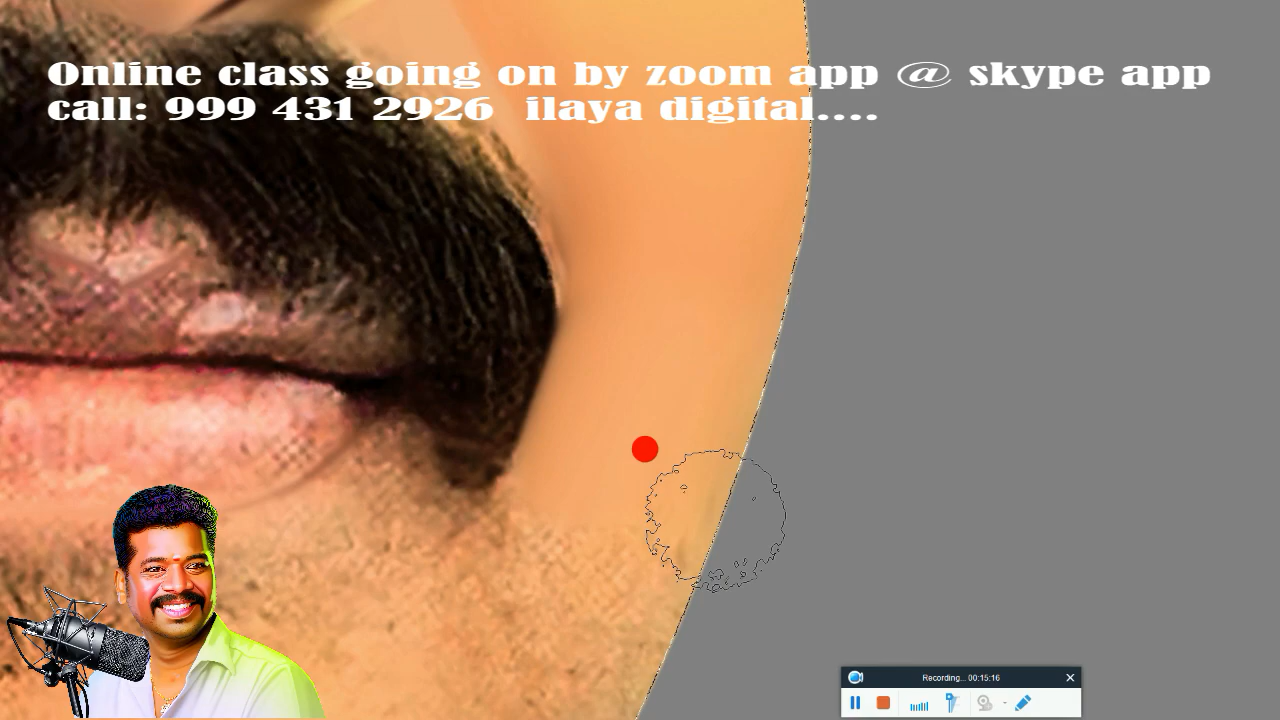 Online class going on by zoom app @ skype app
call: 999 431 2926 ilaya digital....
Recording... 00:15:16